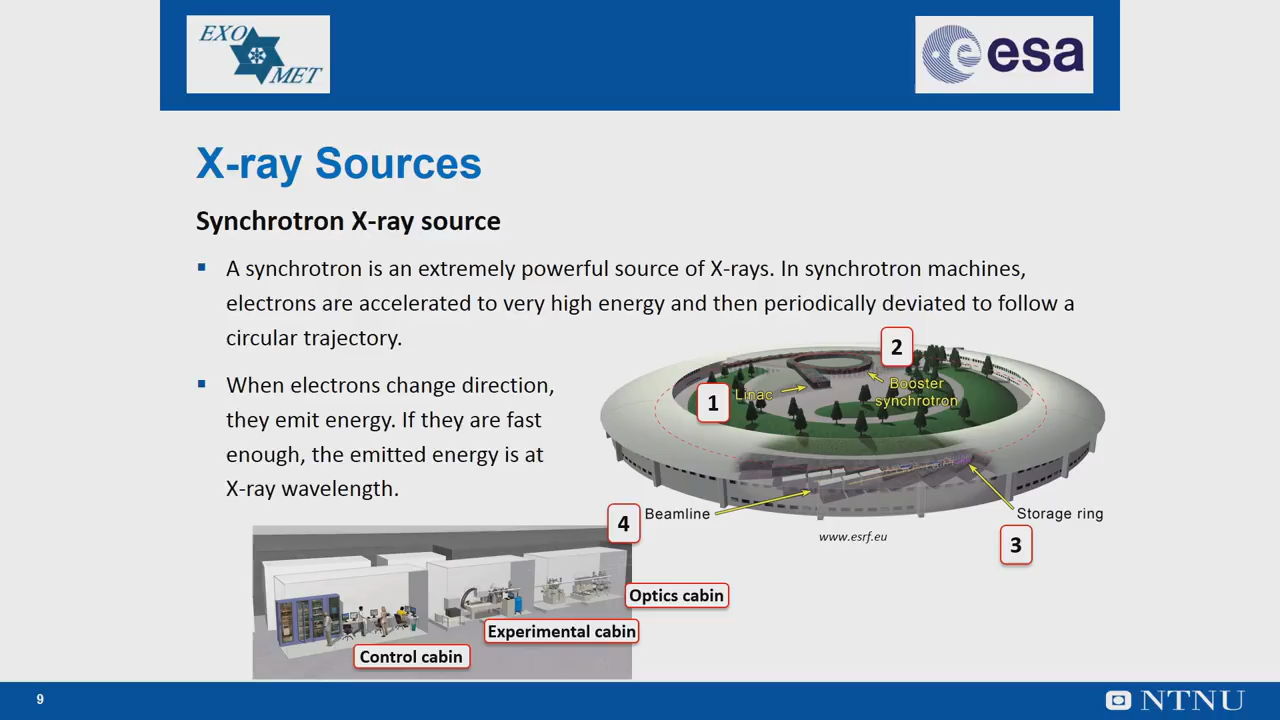 EXO
MET
esa
X-ray Sources
Synchrotron X-ray source
A synchrotron is an extremely powerful source of X-rays. In synchrotron machines,
electrons are accelerated to very high energy and then periodically deviated to follow a
circular trajectory.
When electrons change direction,
they emit energy. If they are fast
enough, the emitted energy is at
X-ray wavelength.
2
1
Linac
Booster
synchrotron
4
Beamline
Storage ring
www.esrf.eu
3
Optics cabin
Experimental cabin
Control cabin
9
NTNU